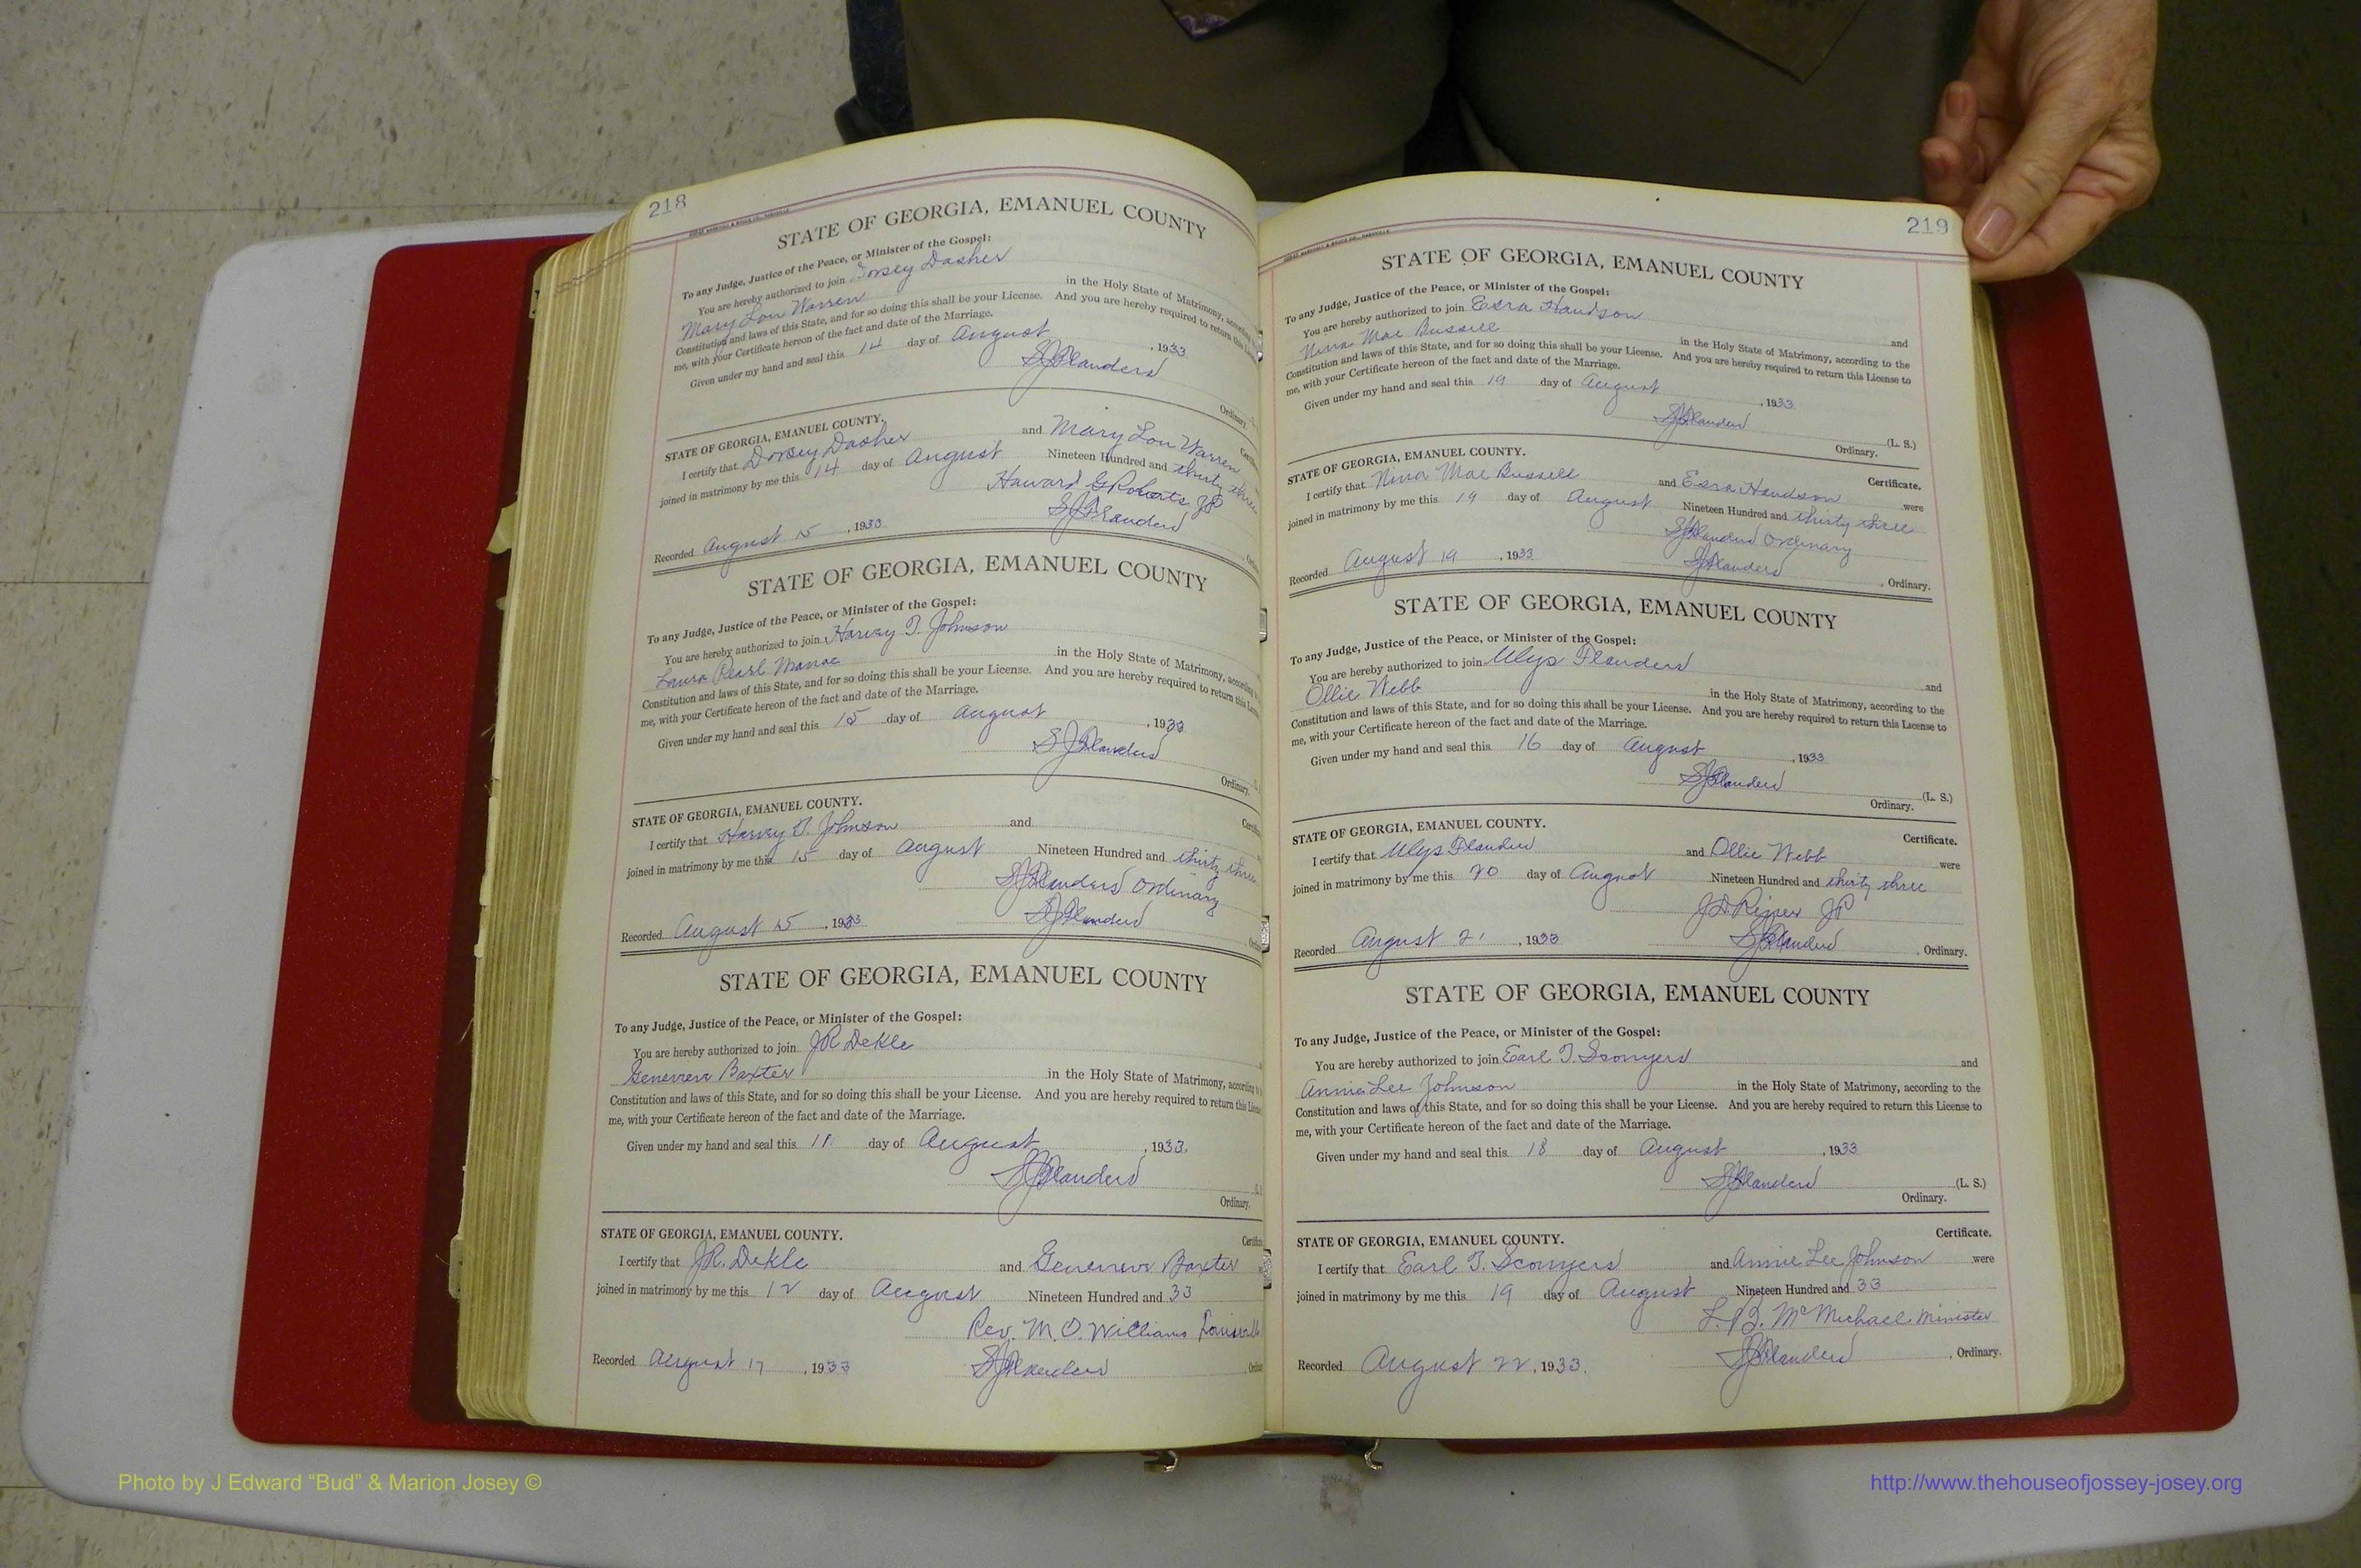 218
STATE OF GEORGIA, EMANUEL COUNTY
To any Judge, Justice of the Peace, or Minister of the Gospel:
You are hereby authorized to join Dorsey Dasher
Mary Lou Warren in the Holy State of Matrimony, according
Constitution and laws of this State, and for so doing this shall be your License. And you are hereby required to return this
me, with your Certificate hereon of the fact and date of the Marriage.
Given under my hand and seal this 14 day of August, 1933
SJFlanders
Ordinary.
STATE OF GEORGIA, EMANUEL COUNTY.
I certify that Dorsey Dasher and Mary Lou Warren
joined in matrimony by me this 14 day of August Nineteen Hundred and thirty three
Howard G Roberts, JP
Recorded August 15, 1933 SJFlanders
STATE OF GEORGIA, EMANUEL COUNTY
To any Judge, Justice of the Peace, or Minister of the Gospel:
You are hereby authorized to join Harvey T. Johnson
Laura Pearl in the Holy State of Matrimony, according
Constitution and laws of this State, and for so doing this shall be your License. And you are hereby required to return this
me, with your Certificate hereon of the fact and date of the Marriage.
Given under my hand and seal this 15 day of August, 1933
SJFlanders
Ordinary.
STATE OF GEORGIA, EMANUEL COUNTY.
I certify that Harvey T. Johnson and
joined in matrimony by me this 15 day of August Nineteen Hundred and thirty three
SJFlanders Ordinary
Recorded August 15, 1933 SJFlanders
STATE OF GEORGIA, EMANUEL COUNTY
To any Judge, Justice of the Peace, or Minister of the Gospel:
You are hereby authorized to join JR Dekle
Genevieve Baxter in the Holy State of Matrimony, according
Constitution and laws of this State, and for so doing this shall be your License. And you are hereby required to return this
me, with your Certificate hereon of the fact and date of the Marriage.
Given under my hand and seal this 11 day of August, 1933.
SJFlanders
Ordinary.
STATE OF GEORGIA, EMANUEL COUNTY.
I certify that J.R. Dekle and Genevieve Baxter
joined in matrimony by me this 12 day of August Nineteen Hundred and 33
Rev. M. O. Williams
Recorded August 17, 1933 SJFlanders
219
STATE OF GEORGIA, EMANUEL COUNTY
To any Judge, Justice of the Peace, or Minister of the Gospel:
You are hereby authorized to join Ezra Haudson and
Nina Mae Bussell in the Holy State of Matrimony, according to the
Constitution and laws of this State, and for so doing this shall be your License. And you are hereby required to return this License to
me, with your Certificate hereon of the fact and date of the Marriage.
Given under my hand and seal this 19 day of August, 1933
SJFlanders (L. S.)
Ordinary.
STATE OF GEORGIA, EMANUEL COUNTY. Certificate.
I certify that Nina Mae Bussell and Ezra Haudson were
joined in matrimony by me this 19 day of August Nineteen Hundred and thirty three
SJFlanders Ordinary
Recorded August 19, 1933 SJFlanders, Ordinary.
STATE OF GEORGIA, EMANUEL COUNTY
To any Judge, Justice of the Peace, or Minister of the Gospel:
You are hereby authorized to join Ulys Flanders and
Ollie Webb in the Holy State of Matrimony, according to the
Constitution and laws of this State, and for so doing this shall be your License. And you are hereby required to return this License to
me, with your Certificate hereon of the fact and date of the Marriage.
Given under my hand and seal this 16 day of August, 1933
SJFlanders (L. S.)
Ordinary.
STATE OF GEORGIA, EMANUEL COUNTY. Certificate.
I certify that Ulys Flanders and Ollie Webb were
joined in matrimony by me this 20 day of August Nineteen Hundred and thirty three
JP
Recorded August 21, 1933 SJFlanders, Ordinary.
STATE OF GEORGIA, EMANUEL COUNTY
To any Judge, Justice of the Peace, or Minister of the Gospel:
You are hereby authorized to join Earl T. Scomyers and
Annie Lee Johnson in the Holy State of Matrimony, according to the
Constitution and laws of this State, and for so doing this shall be your License. And you are hereby required to return this License to
me, with your Certificate hereon of the fact and date of the Marriage.
Given under my hand and seal this 18 day of August, 1933
SJFlanders (L. S.)
Ordinary.
STATE OF GEORGIA, EMANUEL COUNTY. Certificate.
I certify that Earl T. Scomyers and Annie Lee Johnson were
joined in matrimony by me this 19 day of August Nineteen Hundred and 33
L. B. McMichael minister
Recorded August 22, 1933. SJFlanders, Ordinary.
Photo by J Edward “Bud” & Marion Josey ©
http://www.thehouseofjossey-josey.org